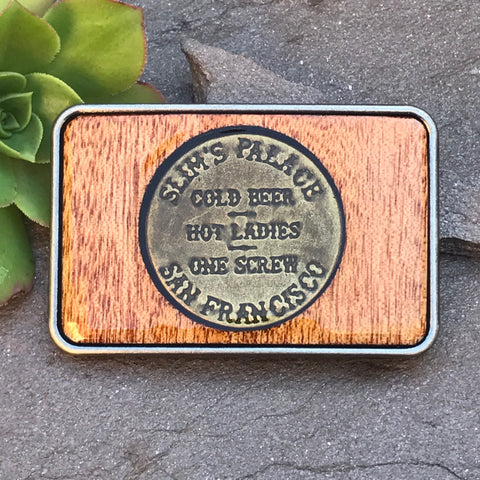 SLIM'S PALACE
COLD BEER
HOT LADIES
ONE SCREW
SAN FRANCISCO